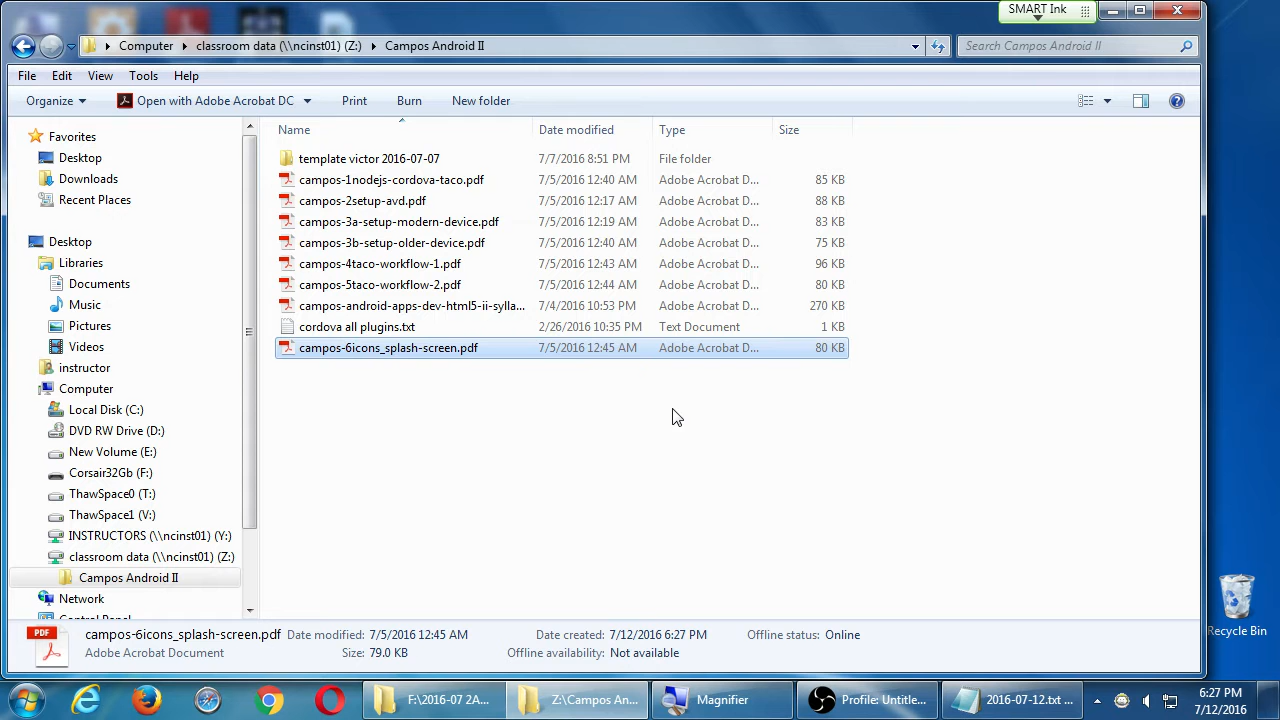 SMART Ink
Computer classroom data (\\ncinst01) (Z:) Campos Android II
Search Campos Android II
File Edit View Tools Help
Organize Open with Adobe Acrobat DC Print Burn New folder
Name Date modified Type Size
Favorites
Desktop
Downloads
Recent Places
Desktop
Libraries
Documents
Music
Pictures
Videos
instructor
Computer
Local Disk (C:)
DVD RW Drive (D:)
New Volume (E:)
Corsair32Gb (F:)
ThawSpace0 (T:)
ThawSpace1 (V:)
INSTRUCTORS (\\ncinst01) (Y:)
classroom data (\\ncinst01) (Z:)
Campos Android II
Network
template victor 2016-07-07 7/7/2016 8:51 PM File folder
campos-1nodejs-cordova-taco.pdf 7/5/2016 12:40 AM Adobe Acrobat D... 85 KB
campos-2setup-avd.pdf 7/5/2016 12:17 AM Adobe Acrobat D... 88 KB
campos-3a-setup-modern-device.pdf 7/5/2016 12:19 AM Adobe Acrobat D... 83 KB
campos-3b-setup-older-device.pdf 7/5/2016 12:40 AM Adobe Acrobat D... 75 KB
campos-4taco-workflow-1.pdf 7/5/2016 12:43 AM Adobe Acrobat D... 96 KB
campos-5taco-workflow-2.pdf 7/5/2016 12:44 AM Adobe Acrobat D... 80 KB
campos-android-apps-dev-html5-ii-sylla... 7/4/2016 10:53 PM Adobe Acrobat D... 270 KB
cordova all plugins.txt 2/26/2016 10:35 PM Text Document 1 KB
campos-6icons_splash-screen.pdf 7/5/2016 12:45 AM Adobe Acrobat D... 80 KB
PDF
campos-6icons_splash-screen.pdf Date modified: 7/5/2016 12:45 AM Date created: 7/12/2016 6:27 PM Offline status: Online
Adobe Acrobat Document Size: 79.0 KB Offline availability: Not available
Recycle Bin
F:\2016-07 2A... Z:\Campos An... Magnifier Profile: Untitle... 2016-07-12.txt ...
6:27 PM
7/12/2016